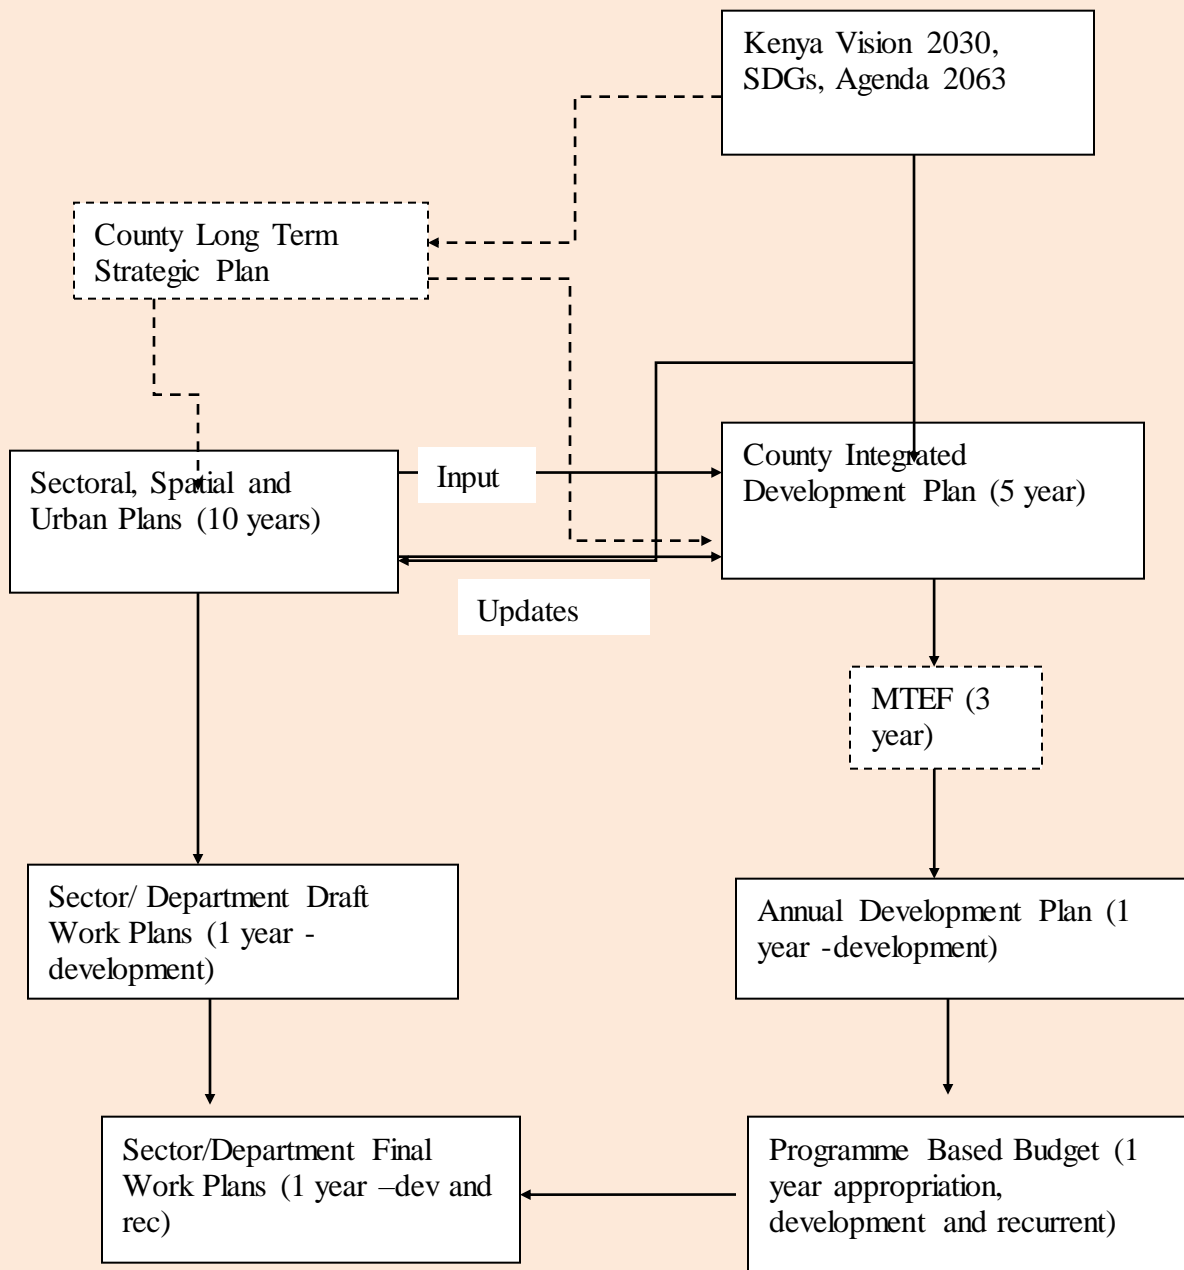 Kenya Vision 2030,
SDGs, Agenda 2063
County Long Term
Strategic Plan
Sectoral, Spatial and
Urban Plans (10 years)
Input
County Integrated
Development Plan (5 year)
Updates
MTEF (3
year)
Sector/ Department Draft
Work Plans (1 year -
development)
Annual Development Plan (1
year -development)
Sector/Department Final
Work Plans (1 year –dev and
rec)
Programme Based Budget (1
year appropriation,
development and recurrent)